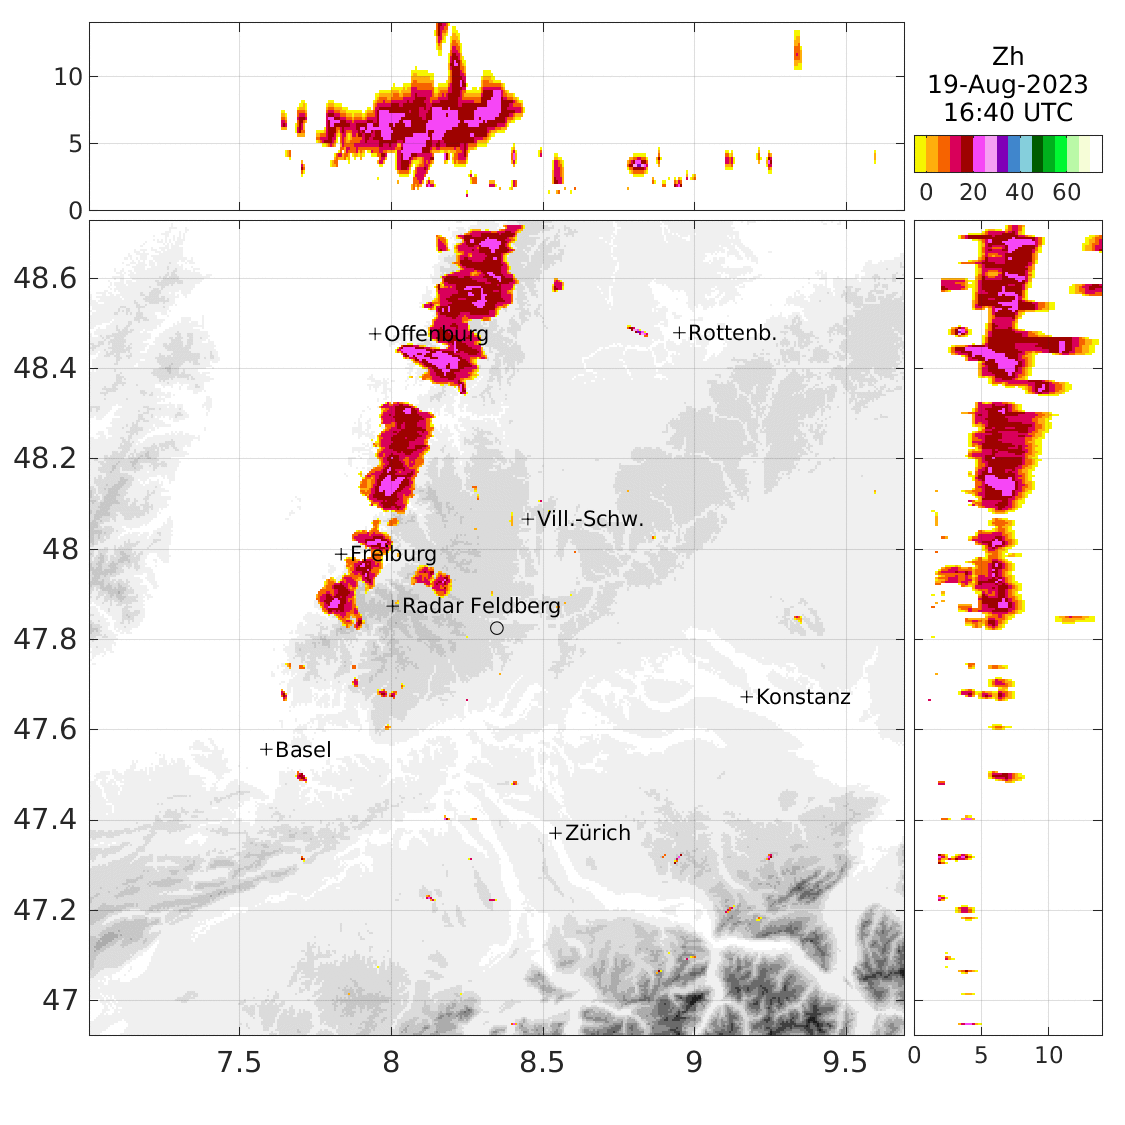 10
5
0
Zh
19-Aug-2023
16:40 UTC
0 20 40 60
48.6
48.4
48.2
48
47.8
47.6
47.4
47.2
47
Offenburg
Rottenb.
Vill.-Schw.
Freiburg
Radar Feldberg
Konstanz
Basel
Zürich
7.5 8 8.5 9 9.5
0 5 10